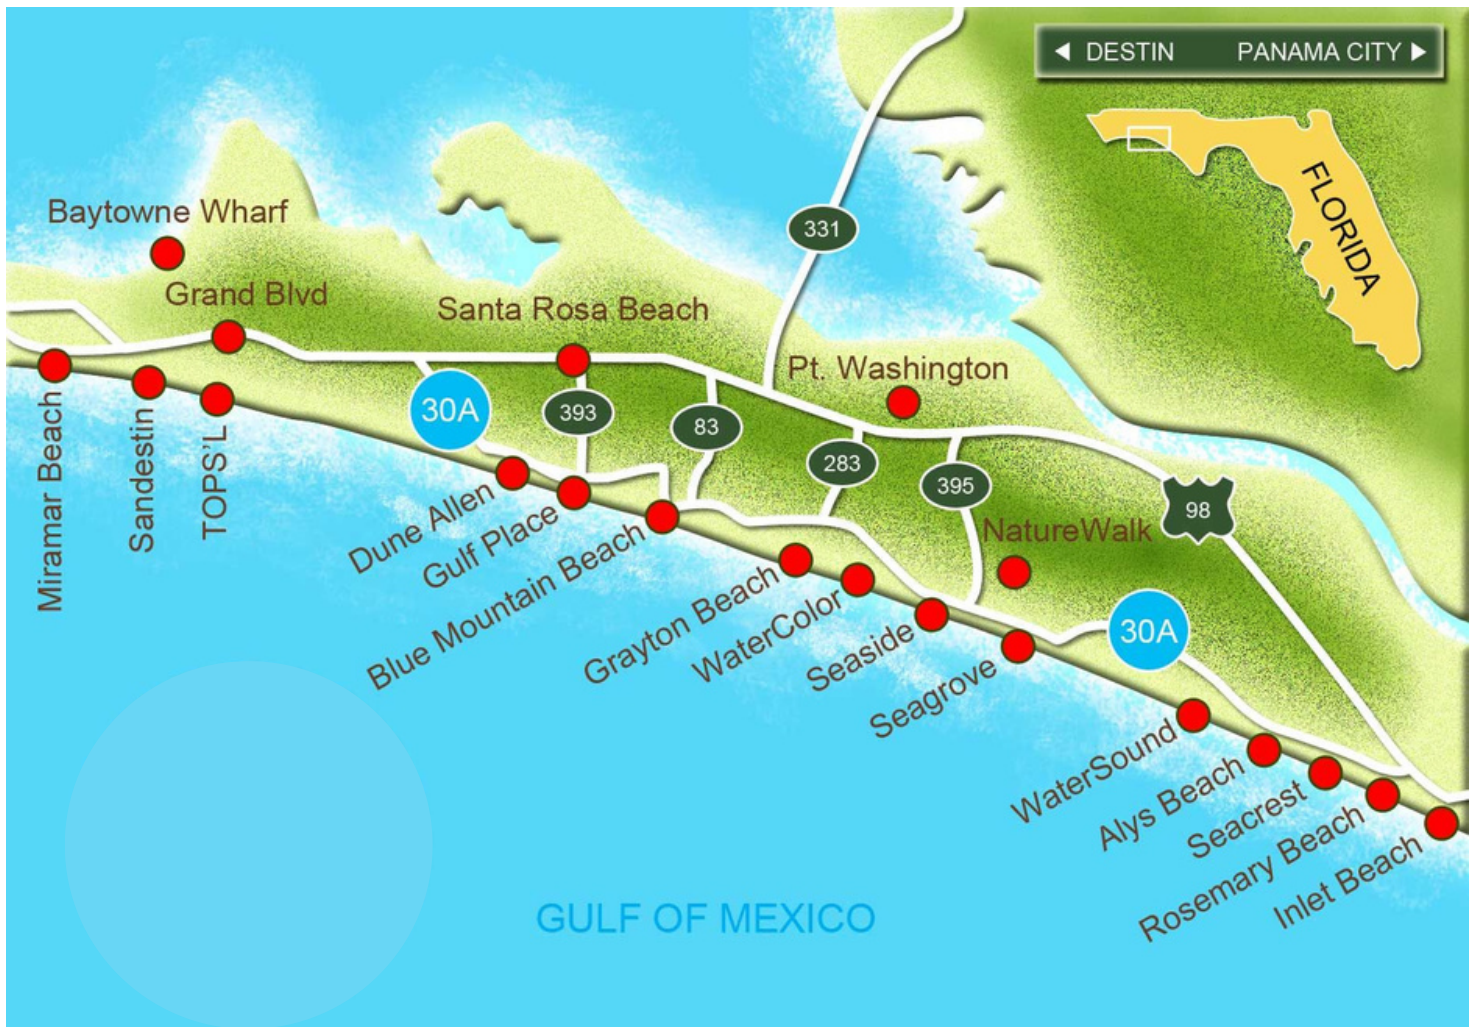 DESTIN PANAMA CITY
FLORIDA
Baytowne Wharf
Grand Blvd
Santa Rosa Beach
331
Pt. Washington
30A
393
83
283
395
98
NatureWalk
30A
Miramar Beach
Sandestin
TOPS'L
Dune Allen
Gulf Place
Blue Mountain Beach
Grayton Beach
WaterColor
Seaside
Seagrove
WaterSound
Alys Beach
Seacrest
Rosemary Beach
Inlet Beach
GULF OF MEXICO